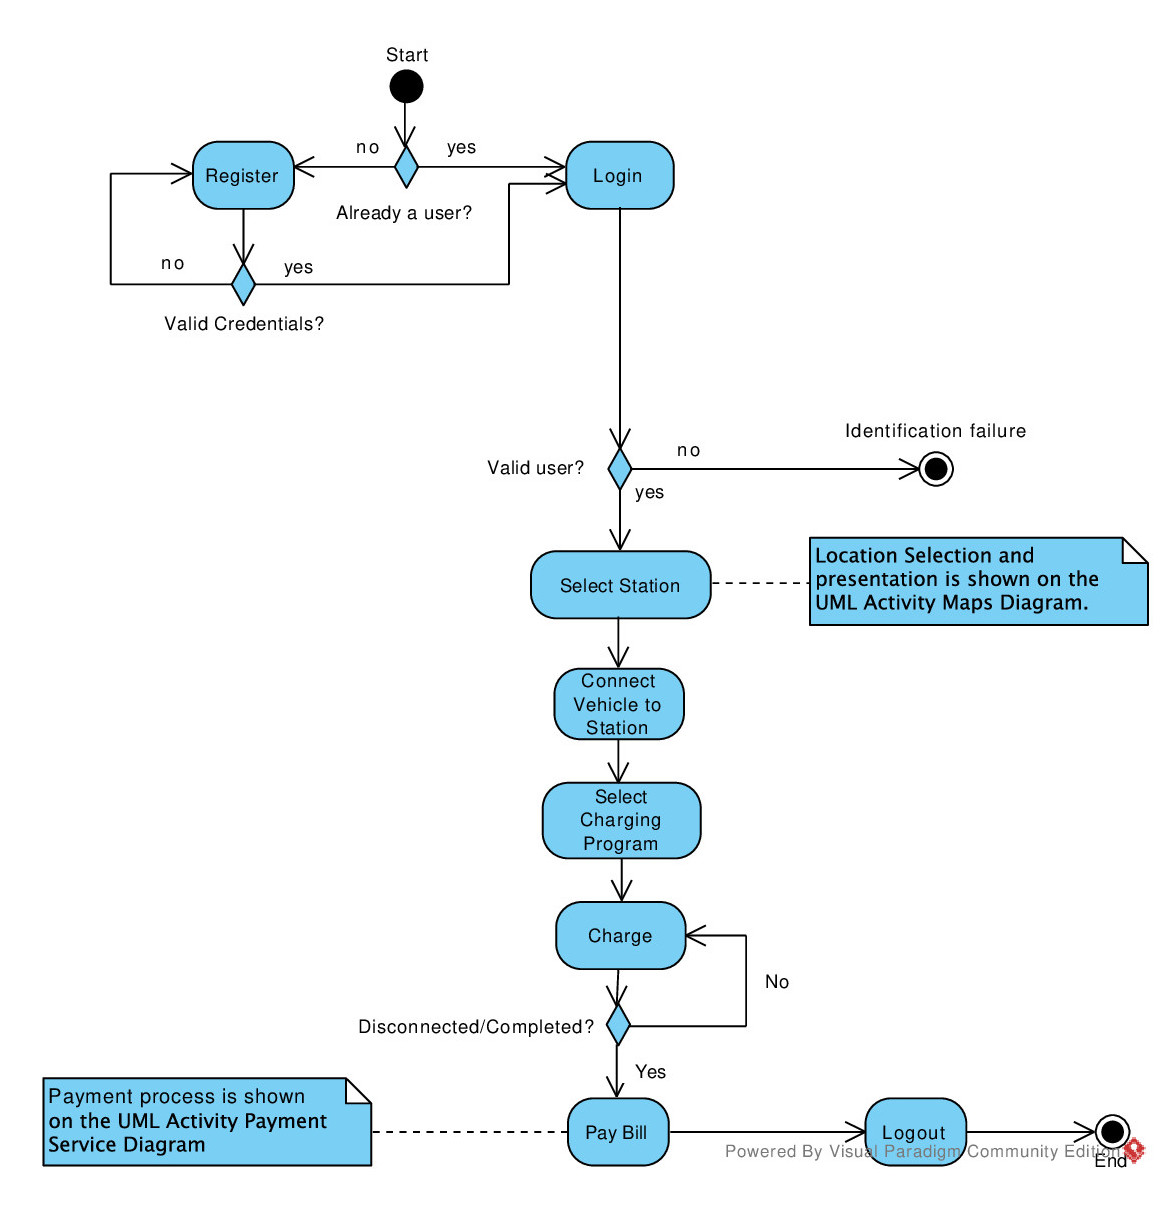 Start
no
yes
Register
Login
Already a user?
no
yes
Valid Credentials?
Identification failure
no
Valid user?
yes
Location Selection and
presentation is shown on the
UML Activity Maps Diagram.
Select Station
Connect
Vehicle to
Station
Select
Charging
Program
Charge
No
Disconnected/Completed?
Yes
Payment process is shown
on the UML Activity Payment
Service Diagram
Pay Bill
Logout
Powered By Visual Paradigm Community Edition
End